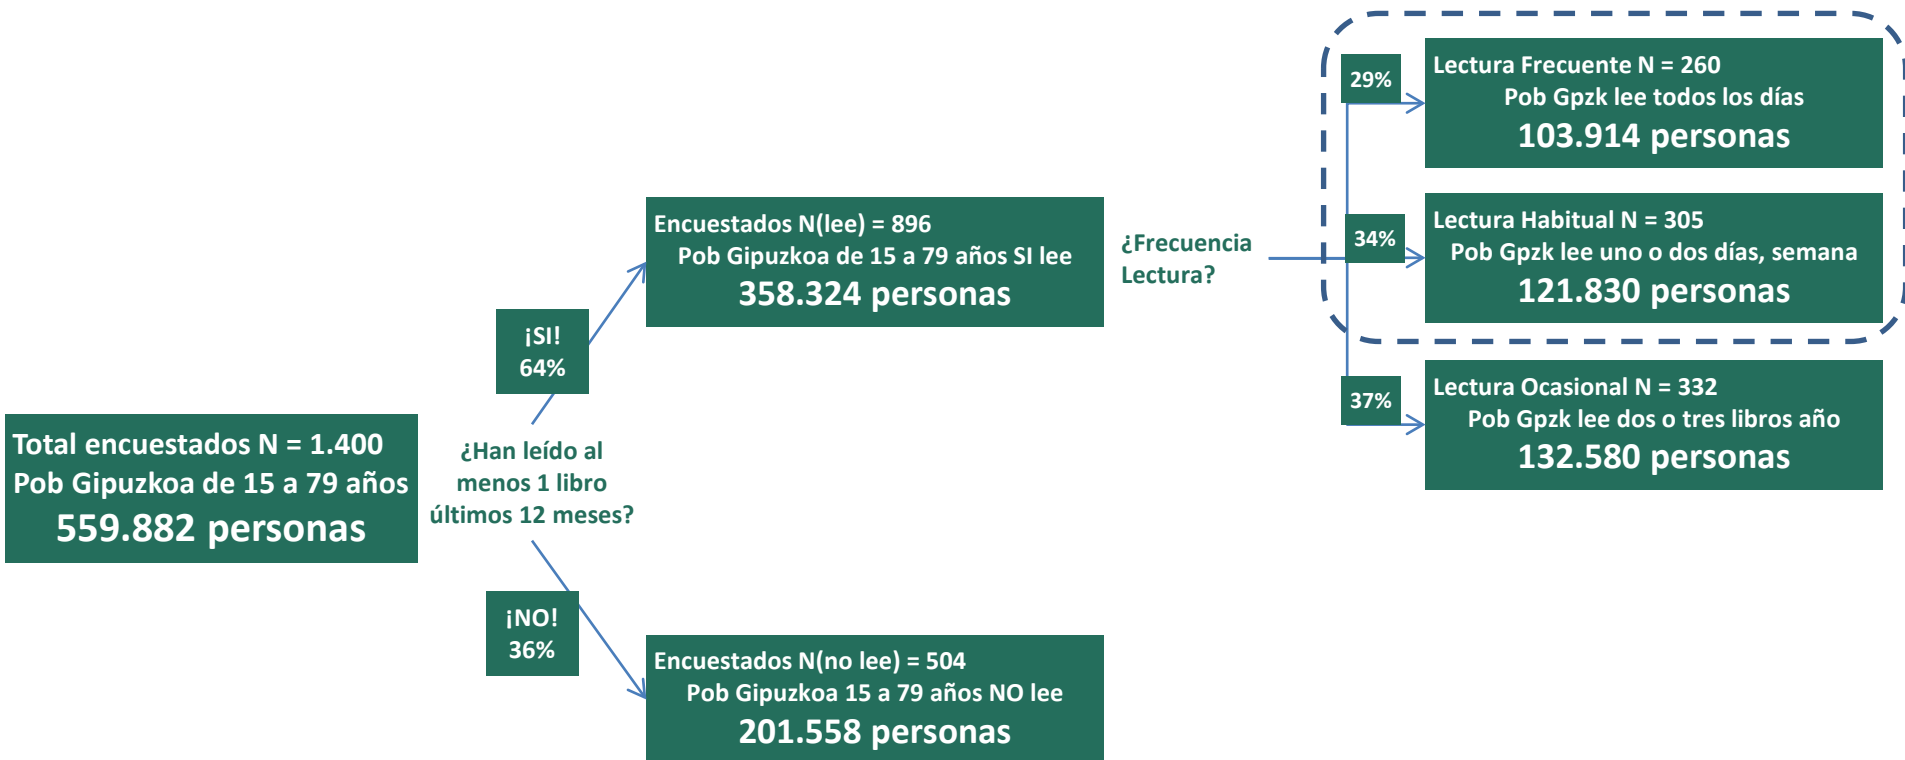 Total encuestados N = 1.400
Pob Gipuzkoa de 15 a 79 años
559.882 personas
¿Han leído al
menos 1 libro
últimos 12 meses?
¡SI!
64%
¡NO!
36%
Encuestados N(lee) = 896
Pob Gipuzkoa de 15 a 79 años SI lee
358.324 personas
Encuestados N(no lee) = 504
Pob Gipuzkoa 15 a 79 años NO lee
201.558 personas
¿Frecuencia
Lectura?
29%
Lectura Frecuente N = 260
Pob Gpzk lee todos los días
103.914 personas
34%
Lectura Habitual N = 305
Pob Gpzk lee uno o dos días, semana
121.830 personas
37%
Lectura Ocasional N = 332
Pob Gpzk lee dos o tres libros año
132.580 personas